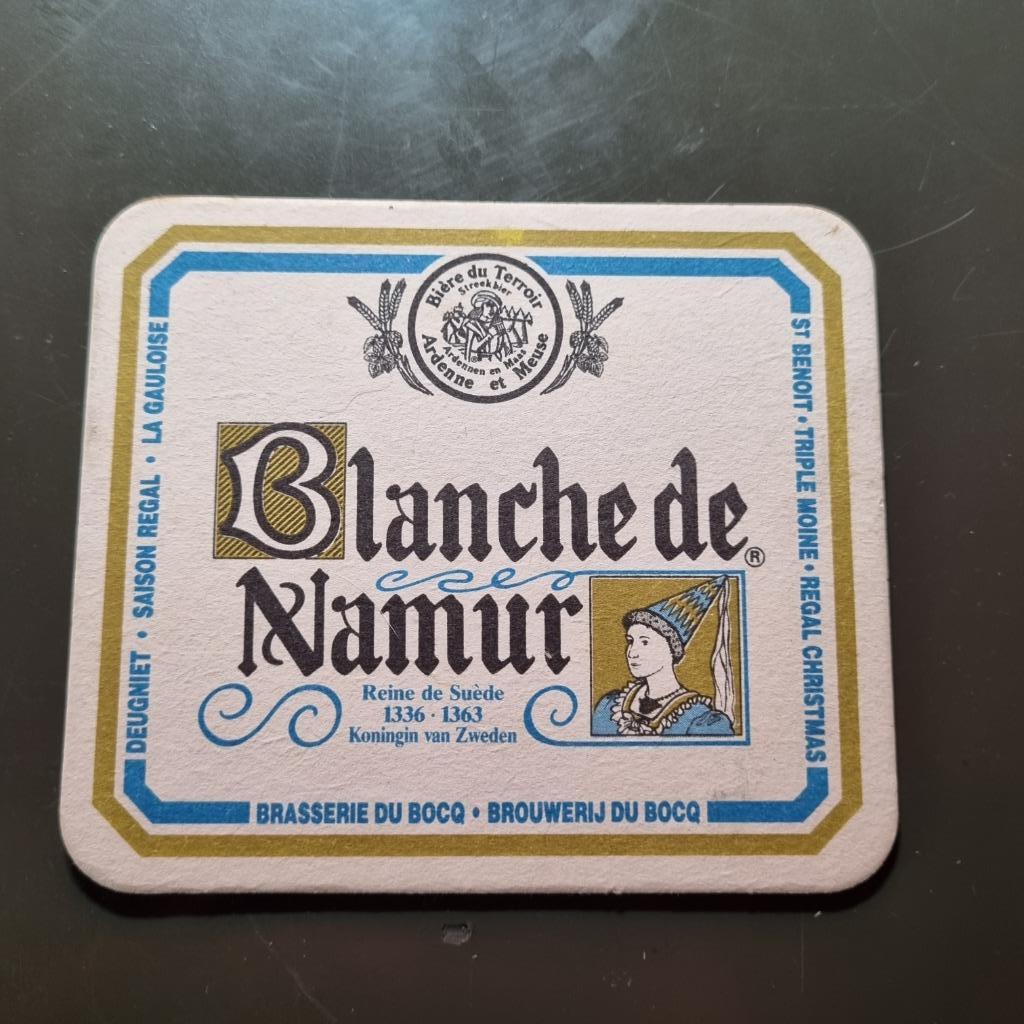 Bière du Terroir
Streekbier
Ardennen en Maas
Ardenne et Meuse
Blanche de
Namur
®
Reine de Suède
1336 · 1363
Koningin van Zweden
DEUGNIET • SAISON REGAL • LA GAULOISE
ST BENOIT • TRIPLE MOINE • REGAL CHRISTMAS
BRASSERIE DU BOCQ • BROUWERIJ DU BOCQ